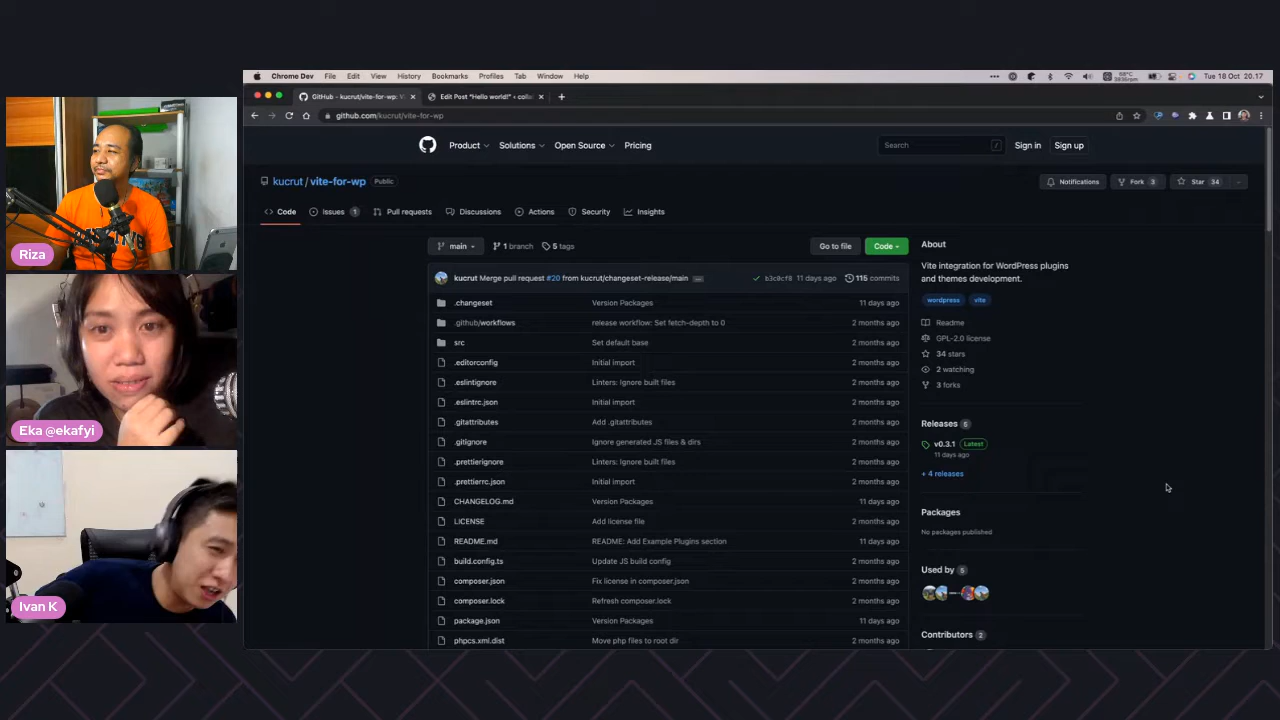 Chrome Dev File Edit View History Bookmarks Profiles Tab Window Help
Tue 18 Oct 20.17
GitHub - kucrut/vite-for-wp: V
Edit Post "Hello world!" ‹ colla
github.com/kucrut/vite-for-wp
Product Solutions Open Source Pricing
Search /
Sign in Sign up
kucrut / vite-for-wp Public
Notifications Fork 3 Star 34
Code Issues 1 Pull requests Discussions Actions Security Insights
main 1 branch 5 tags
Go to file Code
kucrut Merge pull request #20 from kucrut/changeset-release/main ... b3c0cf8 11 days ago 115 commits
.changeset Version Packages 11 days ago
.github/workflows release workflow: Set fetch-depth to 0 2 months ago
src Set default base 2 months ago
.editorconfig Initial import 2 months ago
.eslintignore Linters: Ignore built files 2 months ago
.eslintrc.json Initial import 2 months ago
.gitattributes Add .gitattributes 2 months ago
.gitignore Ignore generated JS files & dirs 2 months ago
.prettierignore Linters: Ignore built files 2 months ago
.prettierrc.json Initial import 2 months ago
CHANGELOG.md Version Packages 11 days ago
LICENSE Add license file 2 months ago
README.md README: Add Example Plugins section 11 days ago
build.config.ts Update JS build config 2 months ago
composer.json Fix license in composer.json 2 months ago
composer.lock Refresh composer.lock 2 months ago
package.json Version Packages 11 days ago
phpcs.xml.dist Move php files to root dir 2 months ago
About
Vite integration for WordPress plugins
and themes development.
wordpress vite
Readme
GPL-2.0 license
34 stars
2 watching
3 forks
Releases 5
v0.3.1 Latest
11 days ago
+ 4 releases
Packages
No packages published
Used by 5
Contributors 2
Riza
Eka @ekafyi
Ivan K